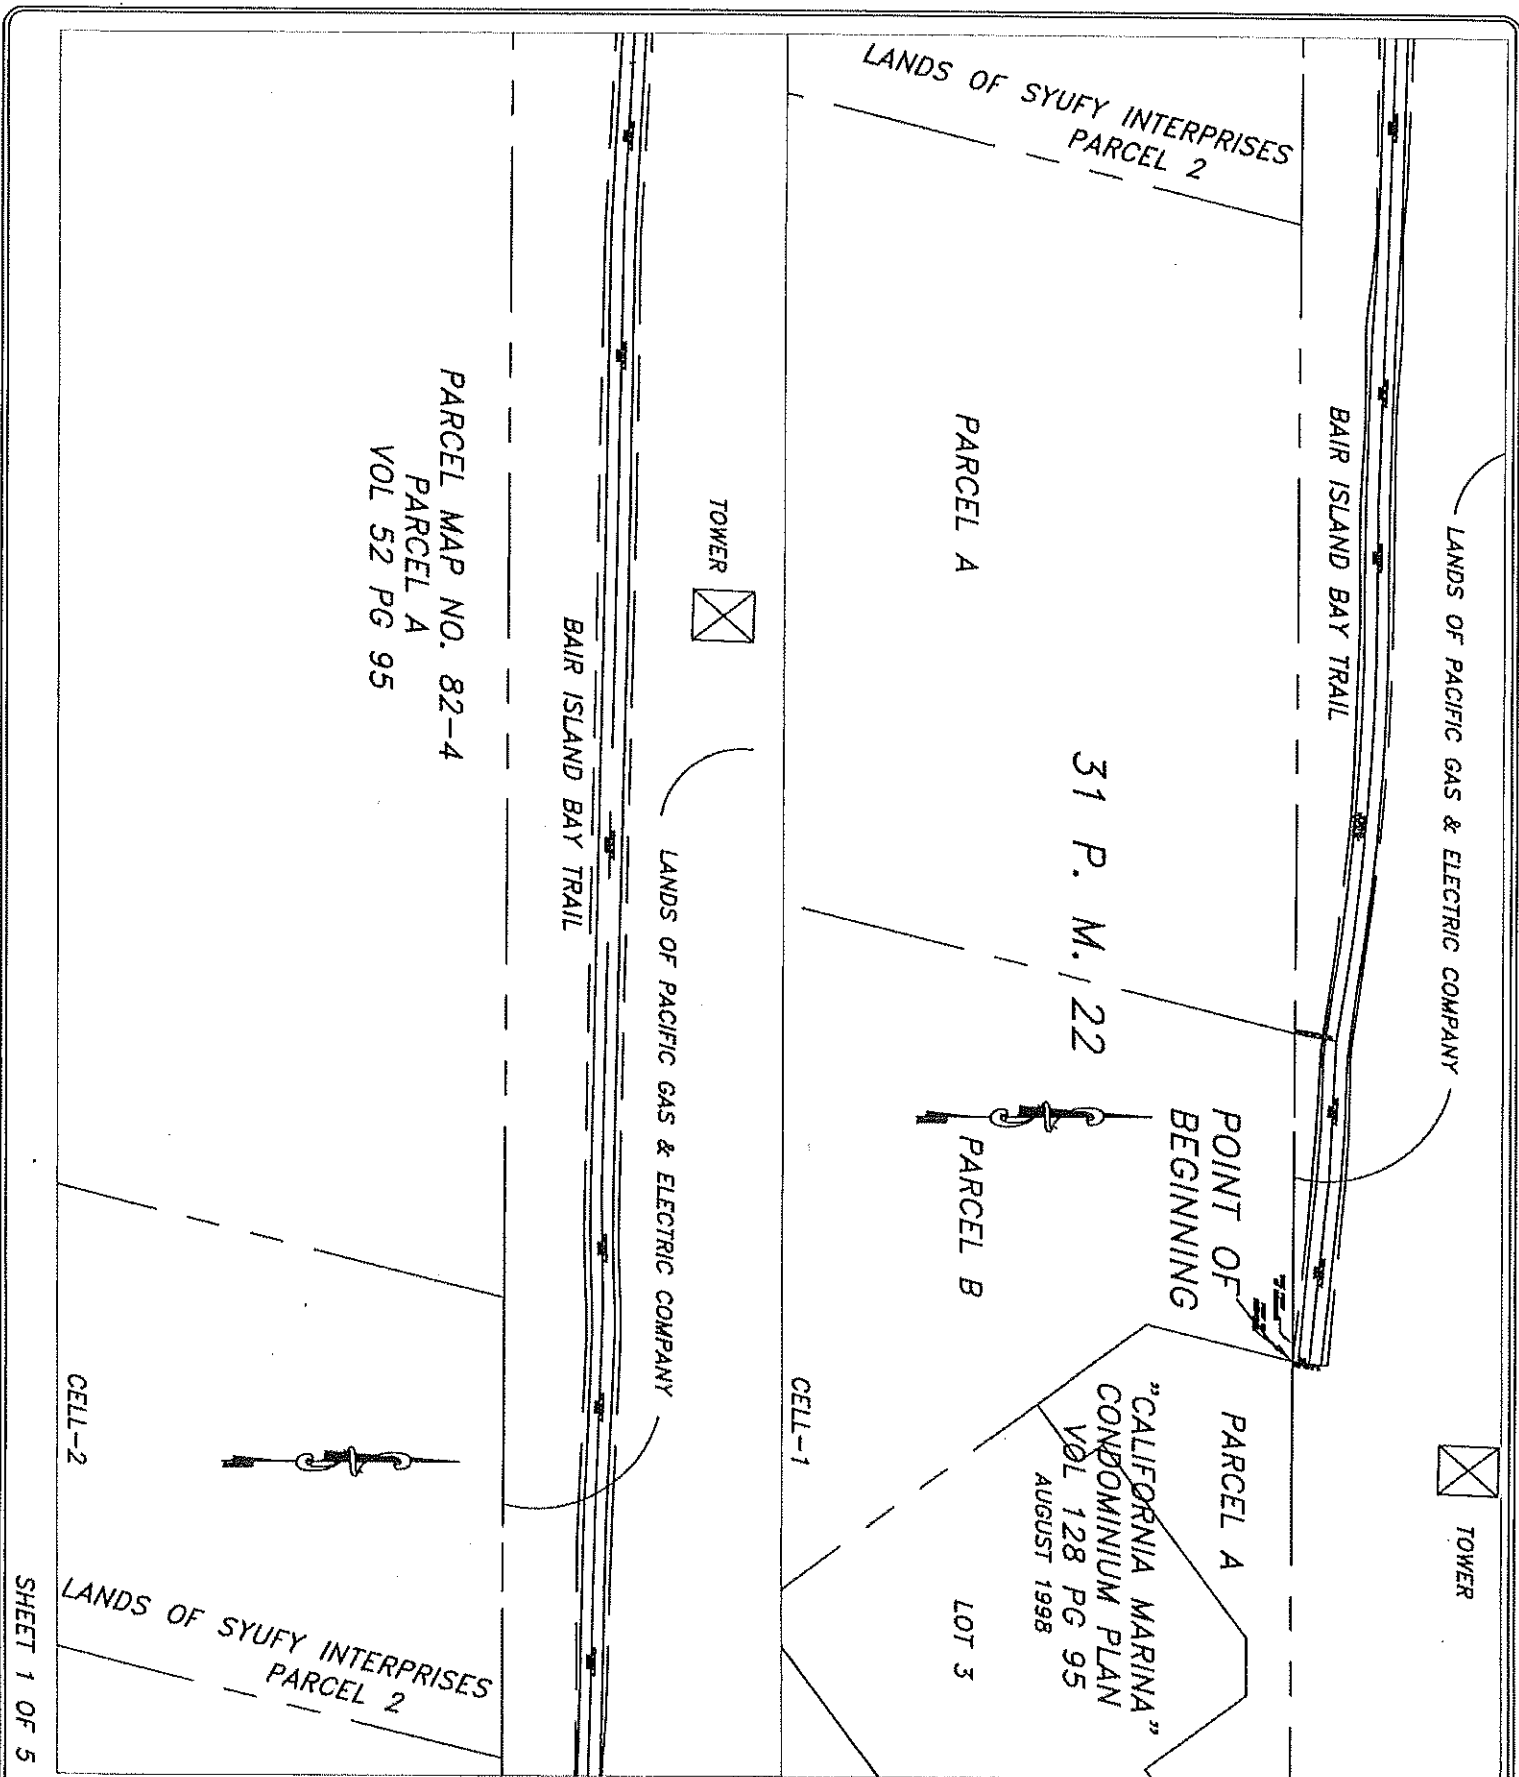 LANDS OF PACIFIC GAS & ELECTRIC COMPANY
TOWER
BAIR ISLAND BAY TRAIL
LANDS OF SYUFY INTERPRISES
PARCEL 2
PARCEL A
31 P. M. 22
POINT OF
BEGINNING
PARCEL B
PARCEL A
"CALIFORNIA MARINA"
CONDOMINIUM PLAN
VOL 128 PG 95
AUGUST 1998
LOT 3
CELL-1
TOWER
LANDS OF PACIFIC GAS & ELECTRIC COMPANY
BAIR ISLAND BAY TRAIL
PARCEL MAP NO. 82-4
PARCEL A
VOL 52 PG 95
LANDS OF SYUFY INTERPRISES
PARCEL 2
CELL-2
SHEET 1 OF 5